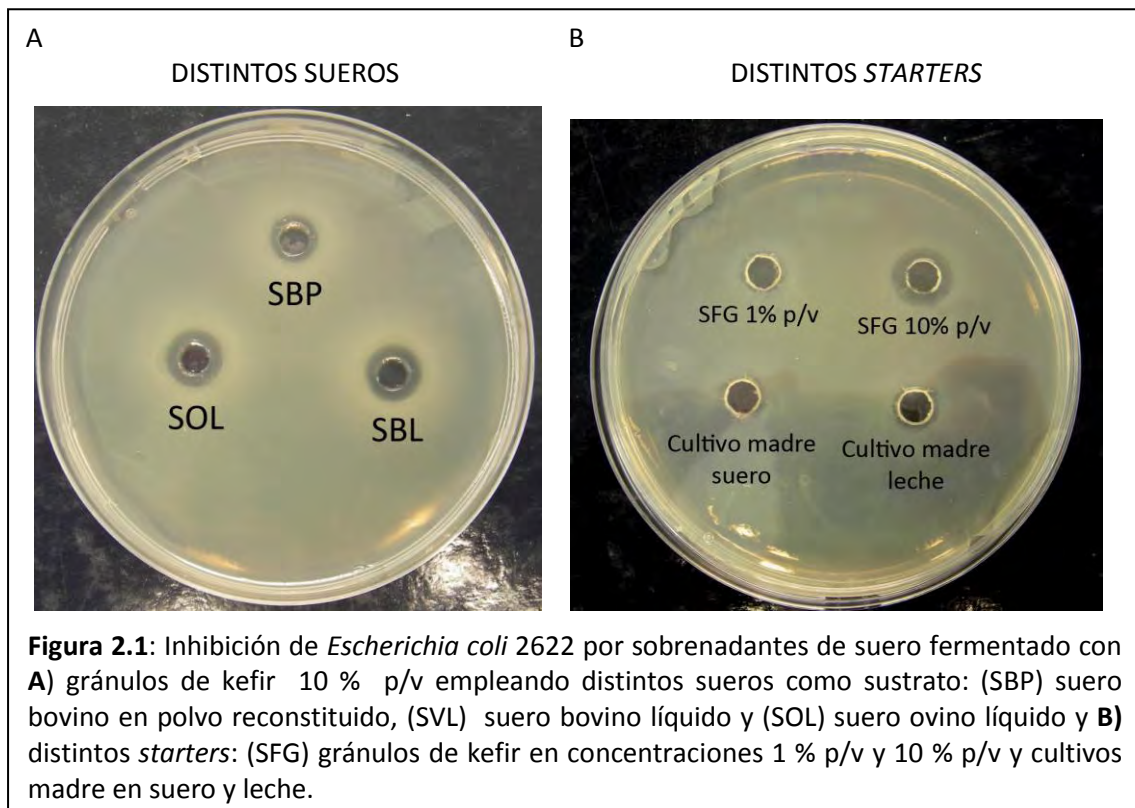 A
DISTINTOS SUEROS
B
DISTINTOS STARTERS
SBP
SOL
SBL
SFG 1% p/v
SFG 10% p/v
Cultivo madre
suero
Cultivo madre
leche
Figura 2.1: Inhibición de Escherichia coli 2622 por sobrenadantes de suero fermentado con
A) gránulos de kefir 10 % p/v empleando distintos sueros como sustrato: (SBP) suero
bovino en polvo reconstituido, (SVL) suero bovino líquido y (SOL) suero ovino líquido y B)
distintos starters: (SFG) gránulos de kefir en concentraciones 1 % p/v y 10 % p/v y cultivos
madre en suero y leche.